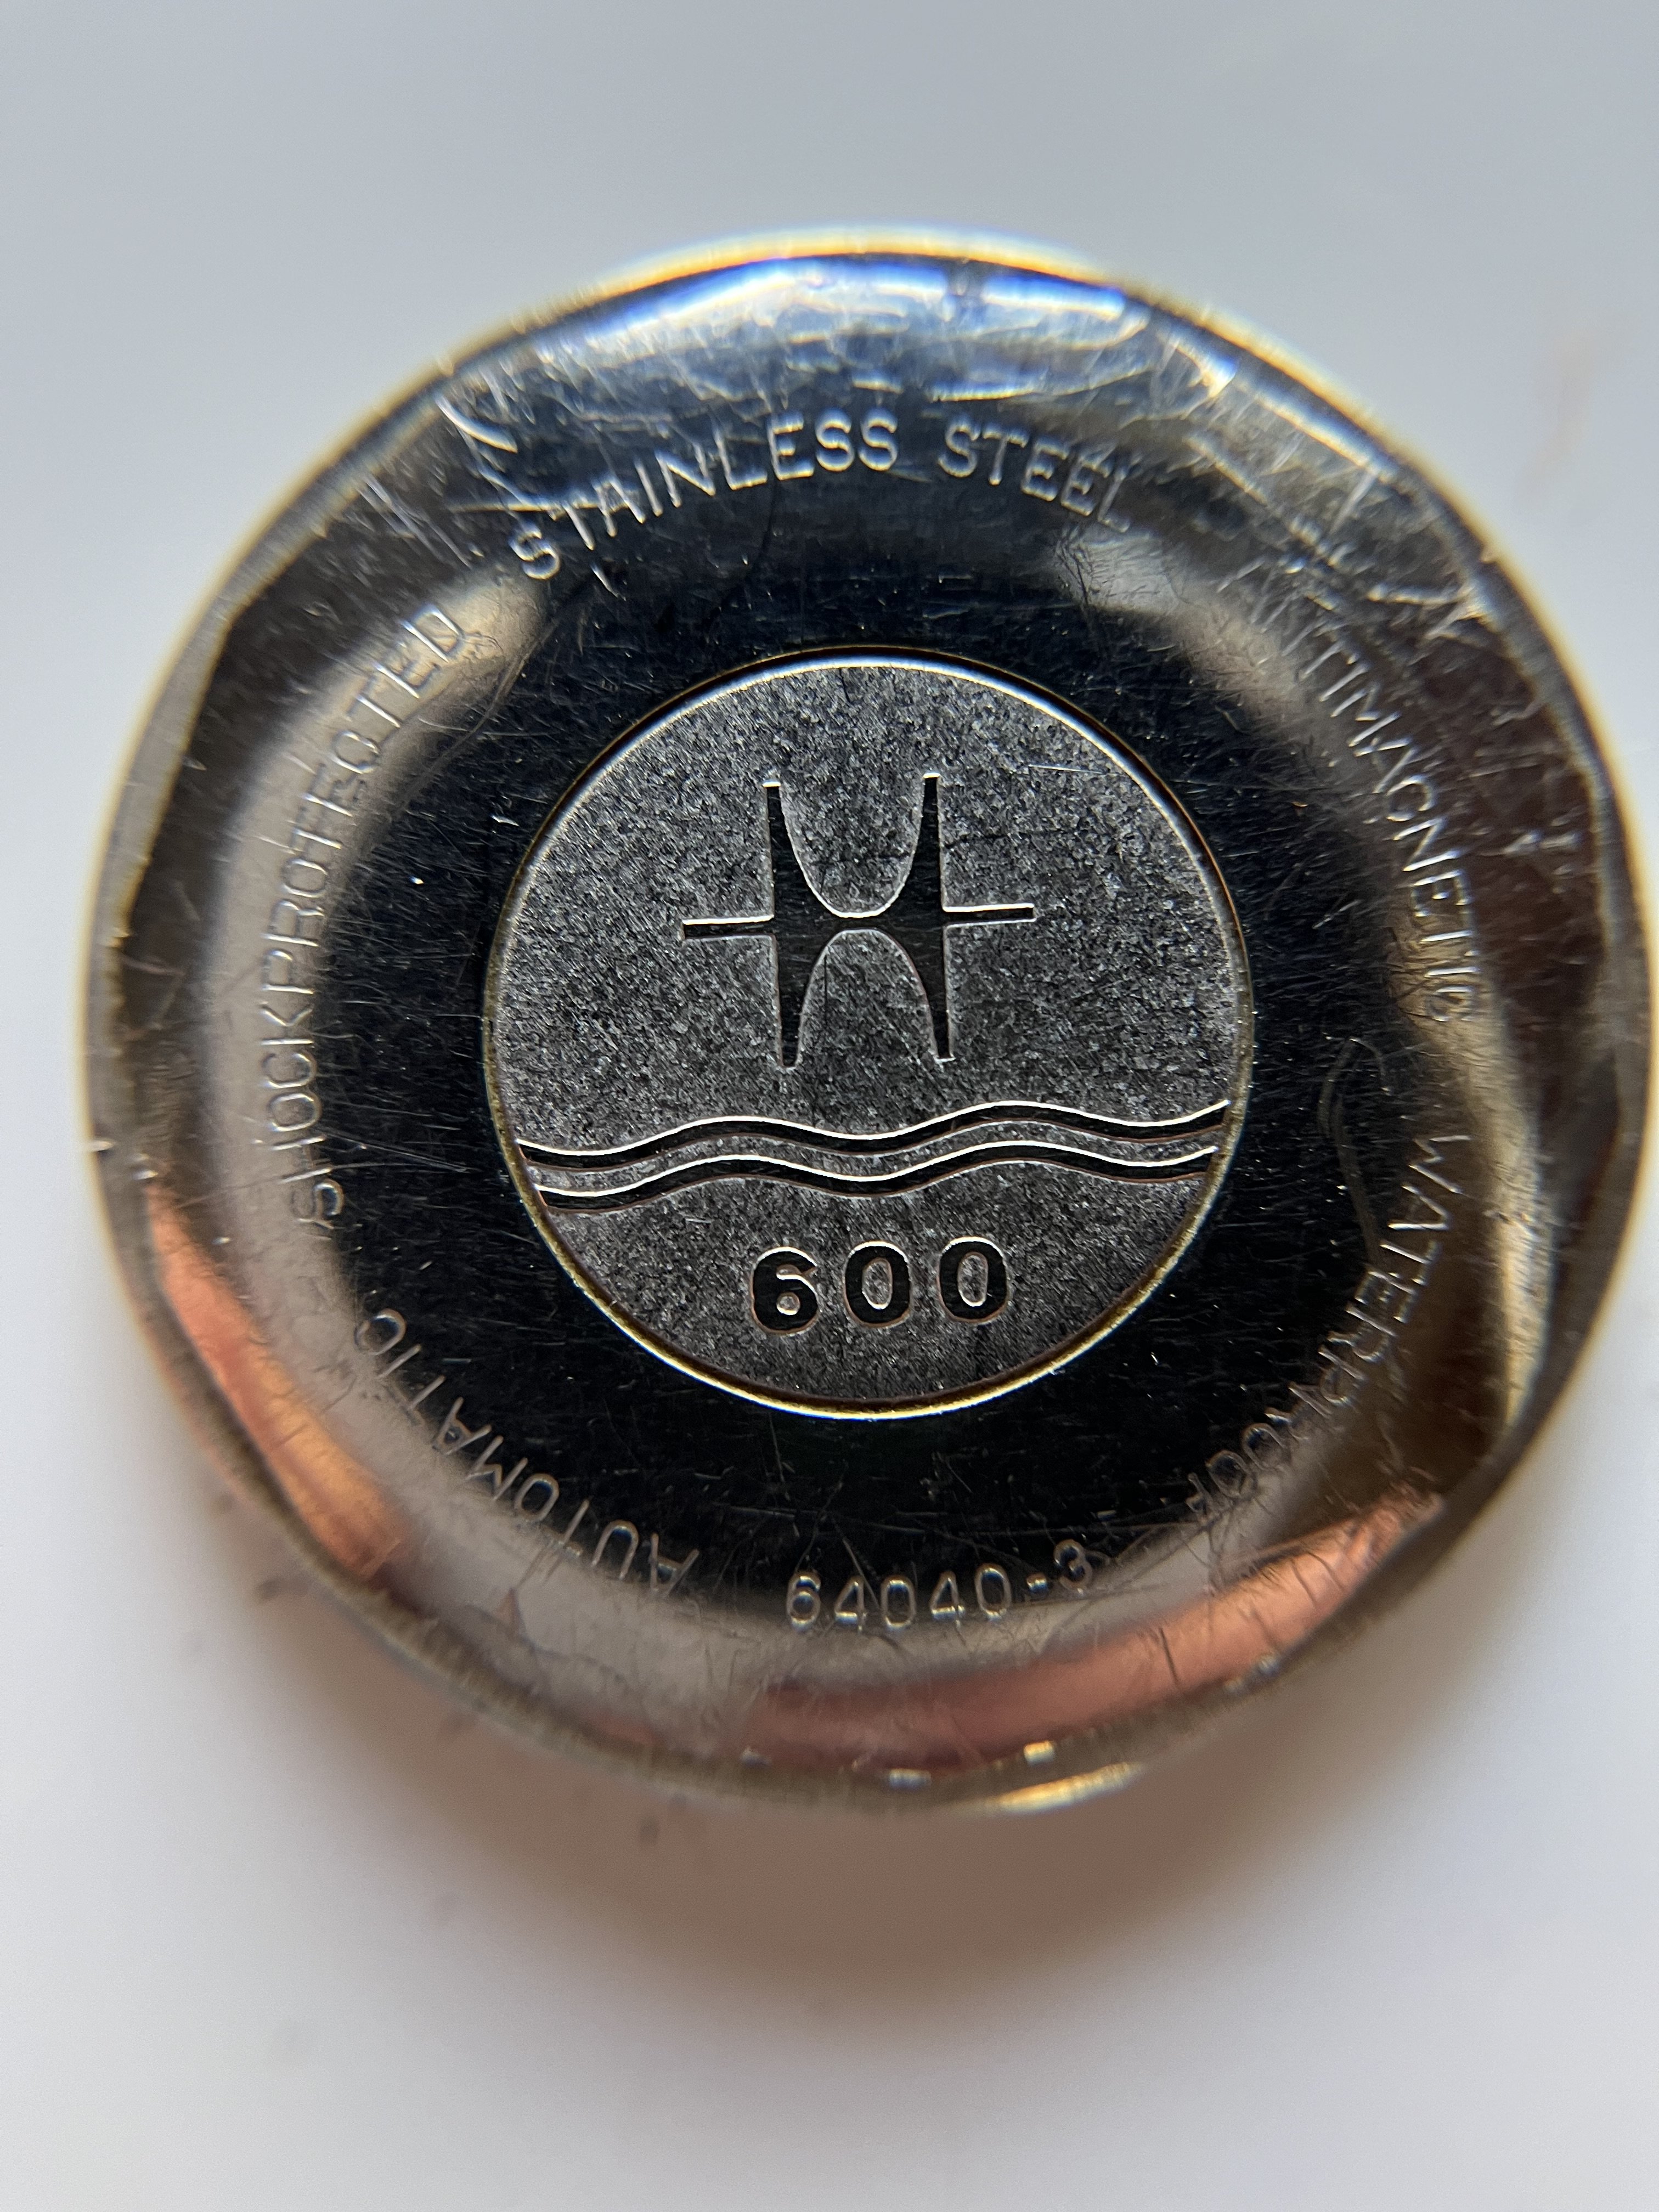 STAINLESS STEEL
ANTIMAGNETIC
WATERPROOF
64040-3
AUTOMATIC
SHOCKPROTECTED
H
600